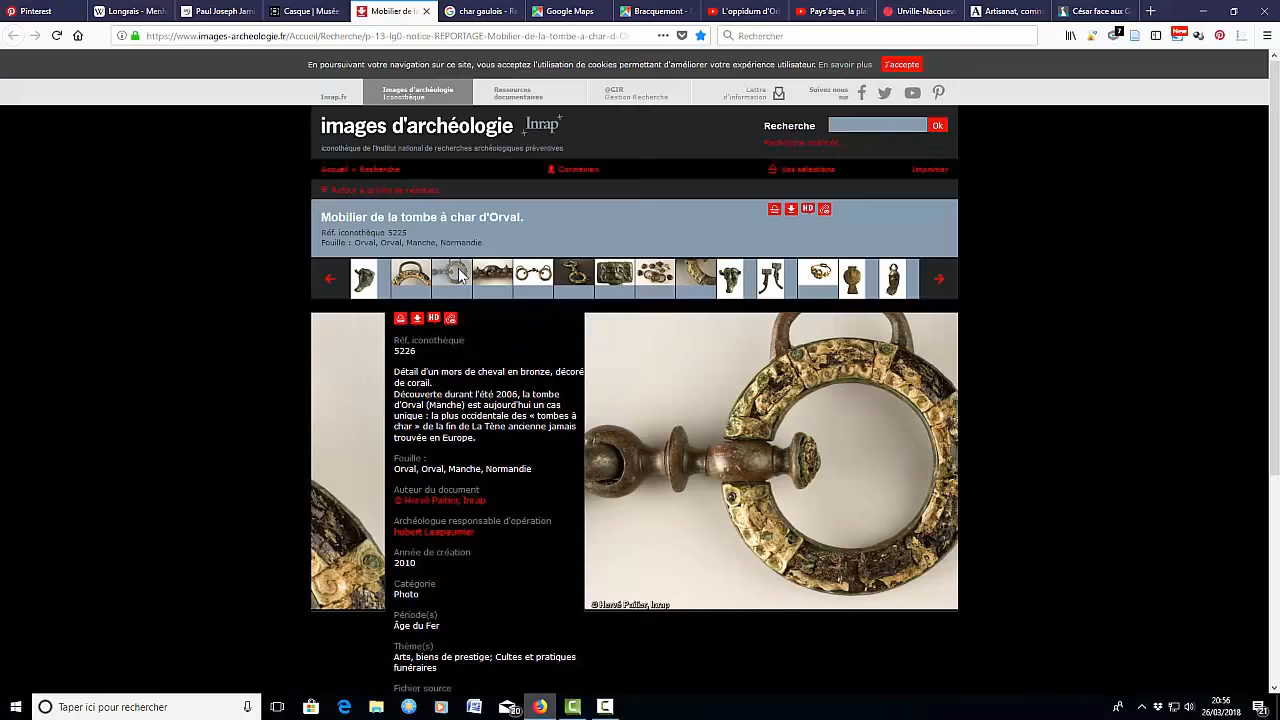 Pinterest
Longrais - Menh
Paul Joseph Jam
Casque | Musée
Mobilier de la t
char gaulois - Re
Google Maps
Bracquemont - G
L'oppidum d'O
Pays'âges, la pla
Urville-Nacquevi
Artisanat, comm
César face aux G
https://www.images-archeologie.fr/Accueil/Recherche/p-13-lg0-notice-REPORTAGE-Mobilier-de-la-tombe-a-char-d-O
Rechercher
7
New
En poursuivant votre navigation sur ce site, vous acceptez l'utilisation de cookies permettant d'améliorer votre expérience utilisateur. En savoir plus
J'accepte
Inrap.fr
Images d'archéologie
Iconothèque
Ressources
documentaires
@GIR
Gestion Recherche
Lettre
d'information
Suivez nous
sur
images d'archéologie Inrap
iconothèque de l'Institut national de recherches archéologiques préventives
Recherche
Ok
Recherche avancée
Accueil > Recherche
Connexion
Vos sélections
Imprimer
Retour à la liste de résultats
Mobilier de la tombe à char d'Orval.
Réf. iconothèque 5225
Fouille : Orval, Orval, Manche, Normandie
HD
HD
Réf. iconothèque
5226
Détail d'un mors de cheval en bronze, décoré
de corail.
Découverte durant l'été 2006, la tombe
d'Orval (Manche) est aujourd'hui un cas
unique : la plus occidentale des « tombes à
char » de la fin de La Tène ancienne jamais
trouvée en Europe.
Fouille :
Orval, Orval, Manche, Normandie
Auteur du document
© Hervé Paitier, Inrap
Archéologue responsable d'opération
hubert Lepaumier
Année de création
2010
Catégorie
Photo
Période(s)
Âge du Fer
Thème(s)
Arts, biens de prestige; Cultes et pratiques
funéraires
Fichier source
© Hervé Paitier, Inrap
Taper ici pour rechercher
20:56
26/03/2018